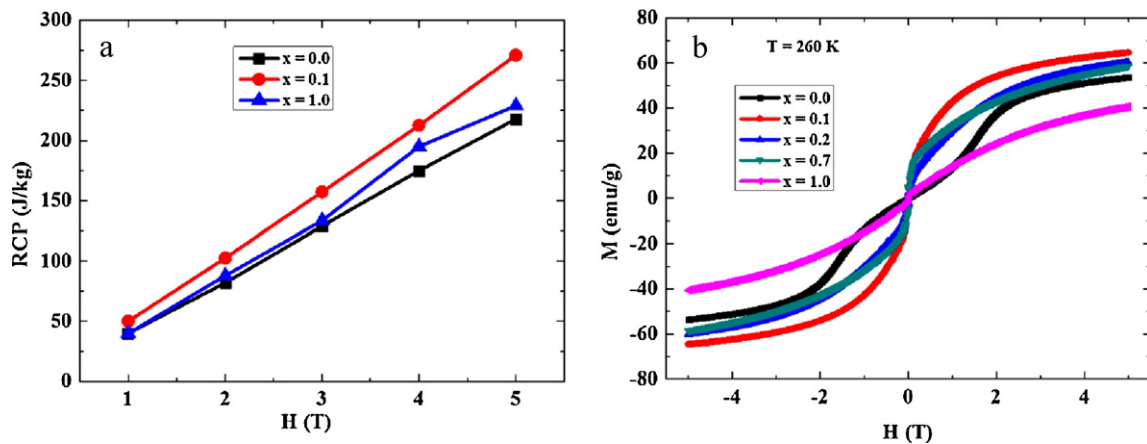 a
x = 0.0
x = 0.1
x = 1.0
RCP (J/kg)
300
250
200
150
100
50
0
1 2 3 4 5
H (T)
b
T = 260 K
x = 0.0
x = 0.1
x = 0.2
x = 0.7
x = 1.0
M (emu/g)
80
60
40
20
0
-20
-40
-60
-80
-4 -2 0 2 4
H (T)